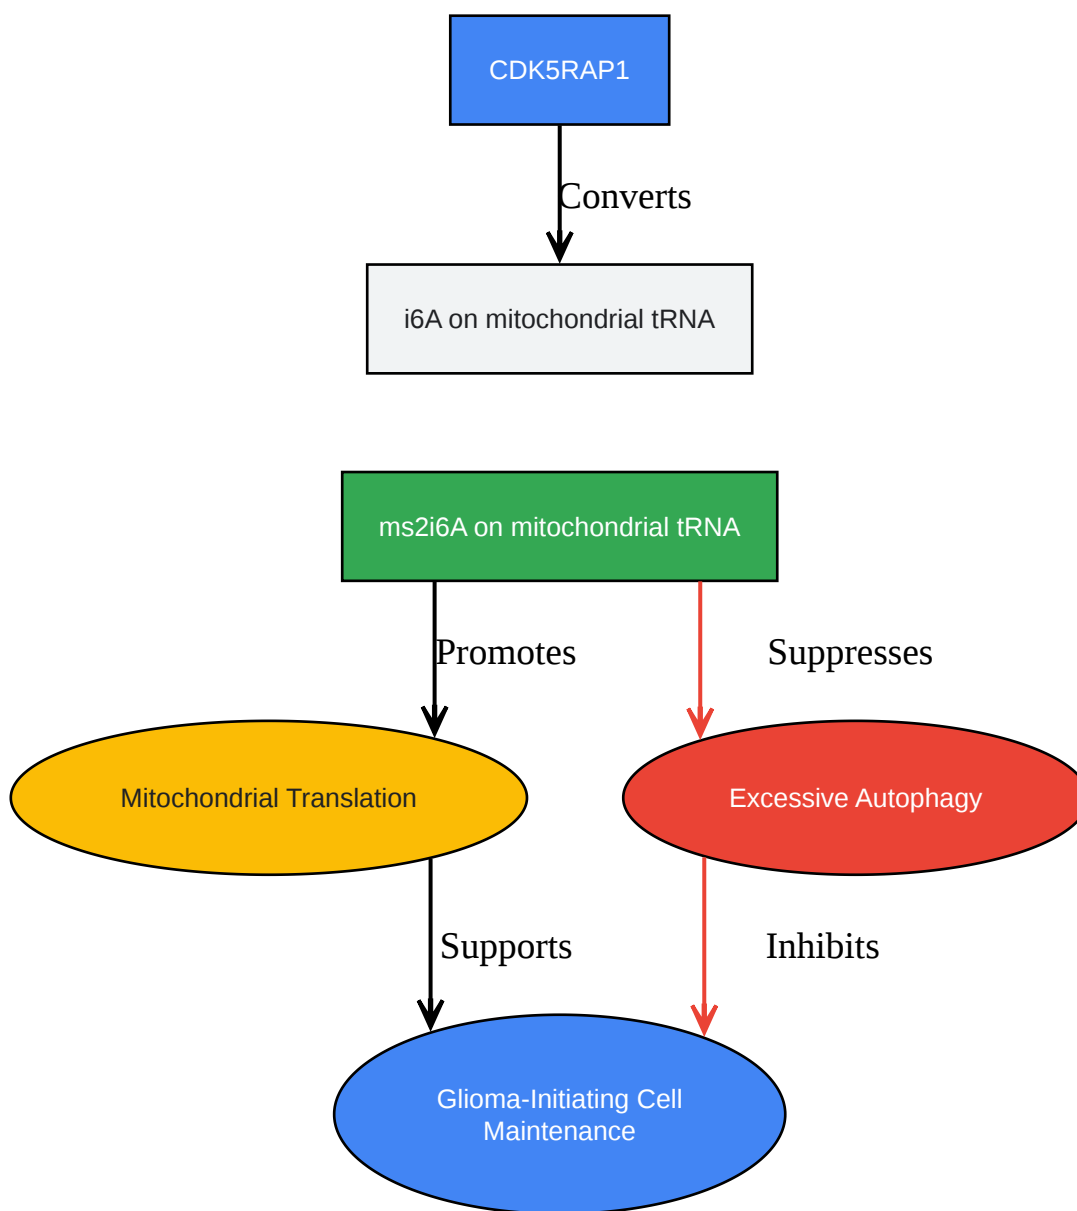 CDK5RAP1
Converts
i6A on mitochondrial tRNA
ms2i6A on mitochondrial tRNA
Promotes
Suppresses
Mitochondrial Translation
Excessive Autophagy
Supports
Inhibits
Glioma-Initiating Cell
Maintenance